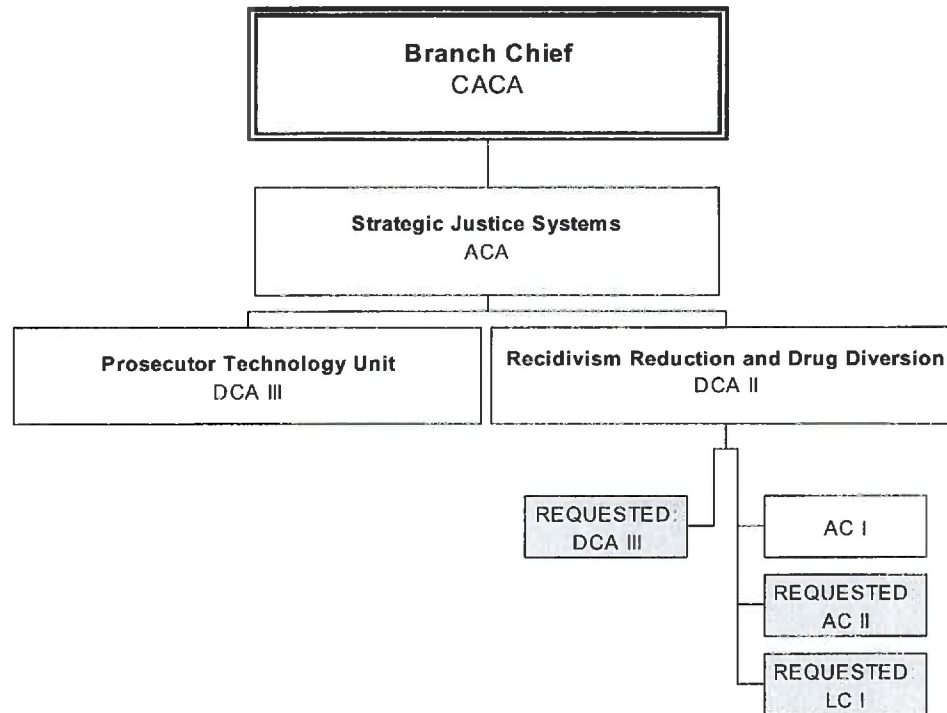 Branch Chief
CACA
Strategic Justice Systems
ACA
Prosecutor Technology Unit
DCA III
Recidivism Reduction and Drug Diversion
DCA II
REQUESTED:
DCA III
AC I
REQUESTED:
AC II
REQUESTED:
LC I